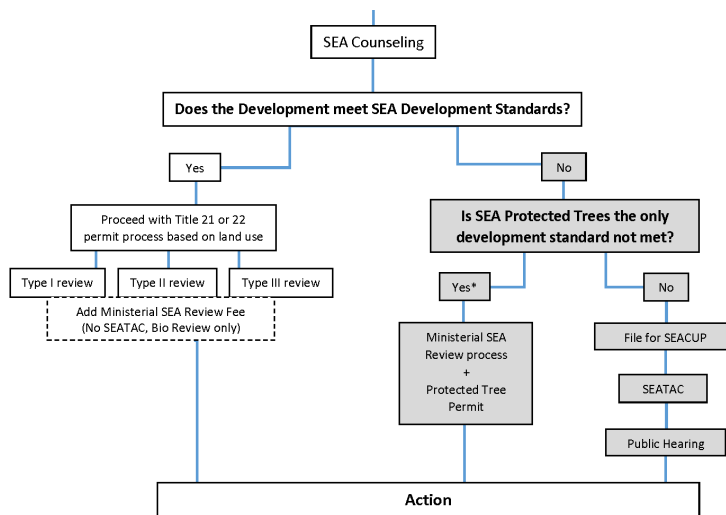 SEA Counseling
Does the Development meet SEA Development Standards?
Yes
No
Proceed with Title 21 or 22
permit process based on land use
Is SEA Protected Trees the only
development standard not met?
Type I review
Type II review
Type III review
Yes*
No
Add Ministerial SEA Review Fee
(No SEATAC, Bio Review only)
Ministerial SEA
Review process
+
Protected Tree
Permit
File for SEACUP
SEATAC
Public Hearing
Action